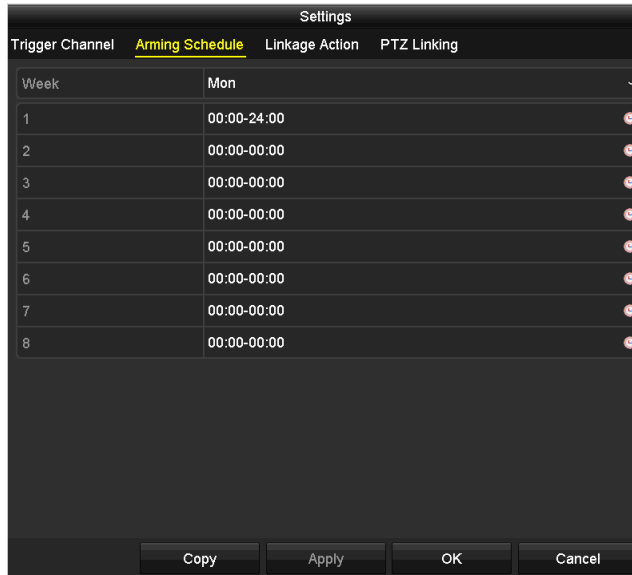 Settings
Trigger Channel Arming Schedule Linkage Action PTZ Linking
Week Mon
1 00:00-24:00
2 00:00-00:00
3 00:00-00:00
4 00:00-00:00
5 00:00-00:00
6 00:00-00:00
7 00:00-00:00
8 00:00-00:00
Copy Apply OK Cancel